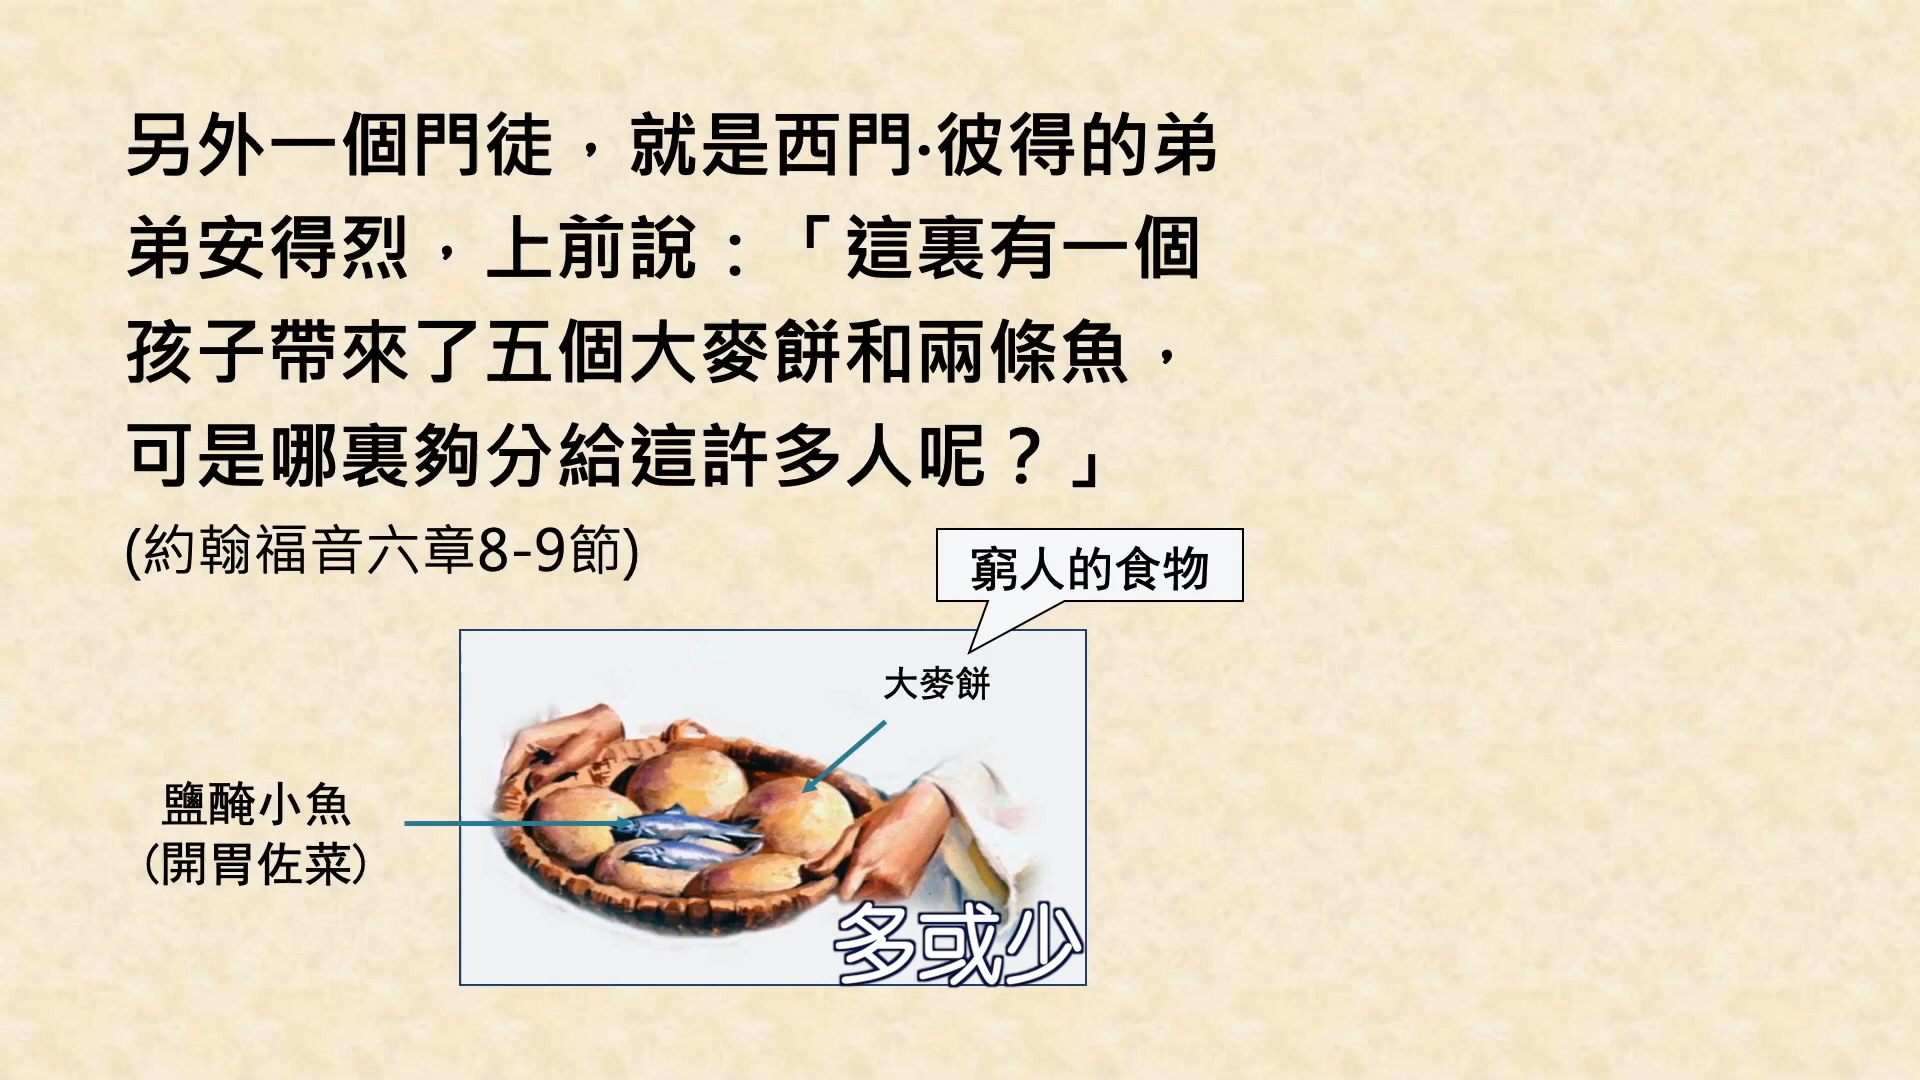 另外一個門徒，就是西門·彼得的弟
弟安得烈，上前說：「這裏有一個
孩子帶來了五個大麥餅和兩條魚，
可是哪裏夠分給這許多人呢？」
(約翰福音六章8-9節)
窮人的食物
大麥餅
鹽醃小魚
(開胃佐菜)
多或少